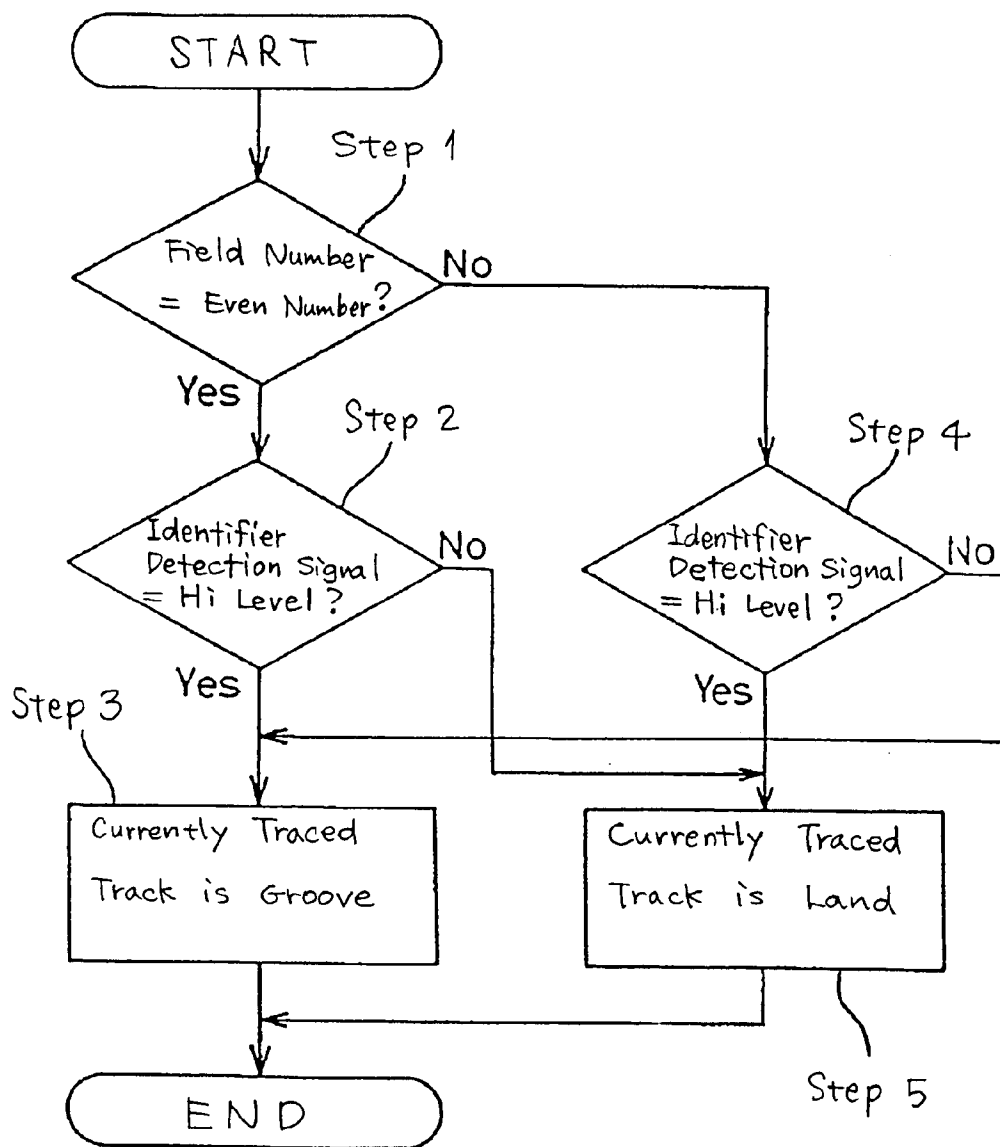 START
Step 1
Field Number
= Even Number?
No
Yes
Step 2
Identifier
Detection Signal
= Hi Level?
No
Yes
Step 4
Identifier
Detection Signal
= Hi Level?
No
Yes
Step 3
Currently Traced
Track is Groove
Currently Traced
Track is Land
Step 5
END